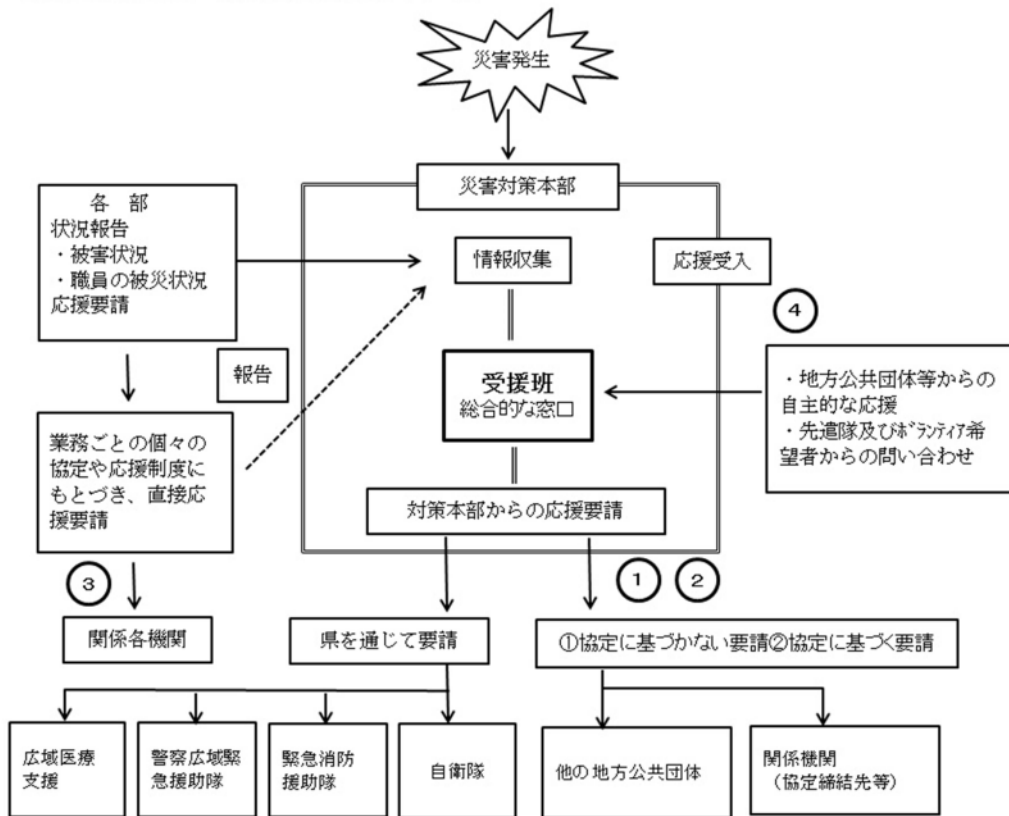 災害発生
災害対策本部
各　部
状況報告
・被害状況
・職員の被災状況
応援要請
情報収集
応援受入
④
報告
受援班
総合的な窓口
・地方公共団体等からの
自主的な応援
・先遣隊及びﾎﾞﾗﾝﾃｨｱ希
望者からの問い合わせ
業務ごとの個々の
協定や応援制度に
もとづき、直接応
援要請
対策本部からの応援要請
③
① ②
関係各機関
県を通じて要請
①協定に基づかない要請②協定に基づく要請
広域医療
支援
警察広域緊
急援助隊
緊急消防
援助隊
自衛隊
他の地方公共団体
関係機関
（協定締結先等）